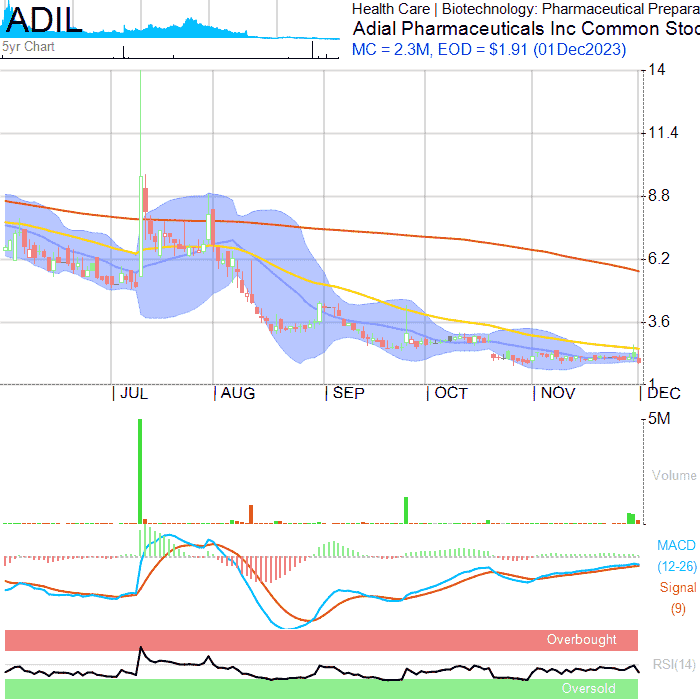 ADIL
5yr Chart
Health Care | Biotechnology: Pharmaceutical Prepara
Adial Pharmaceuticals Inc Common Stoc
MC = 2.3M, EOD = $1.91 (01Dec2023)
14
11.4
8.8
6.2
3.6
1
JUL
AUG
SEP
OCT
NOV
DEC
5M
Volume
MACD
(12-26)
Signal
(9)
Overbought
RSI(14)
Oversold